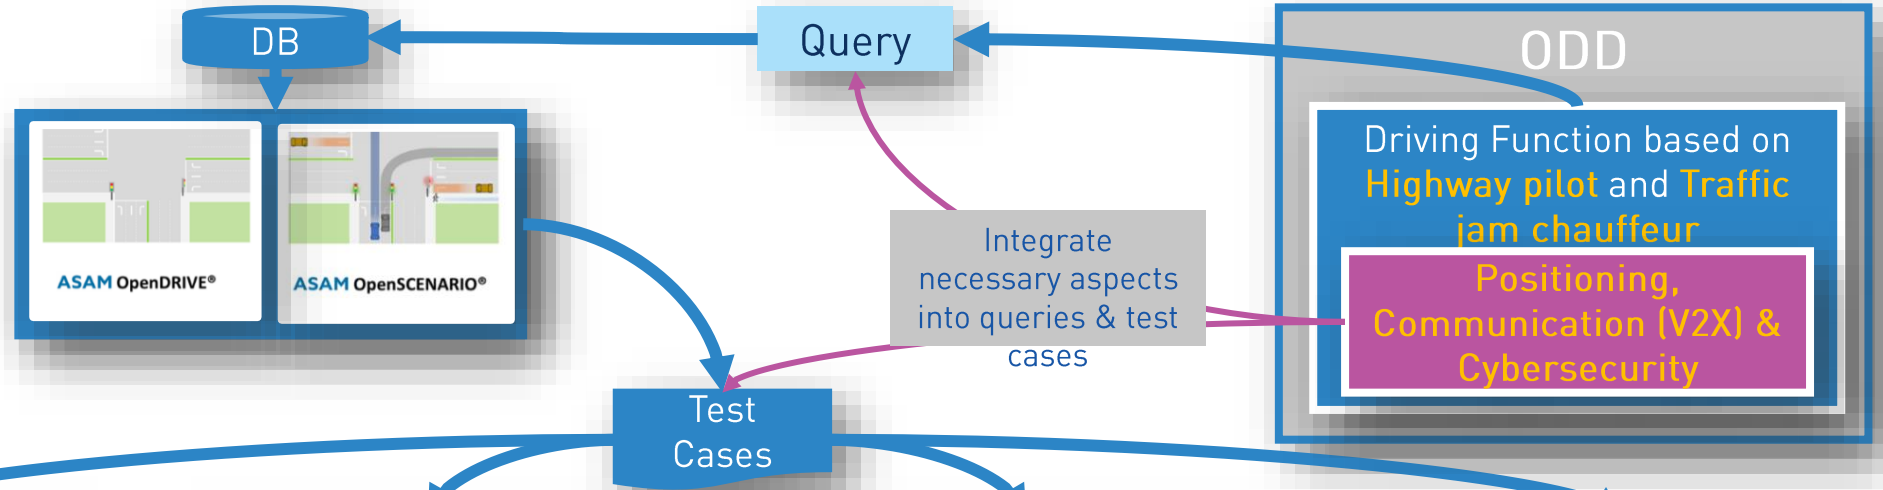 DB
Query
ODD
Driving Function based on
Highway pilot and Traffic
jam chauffeur
Positioning,
Communication (V2X) &
Cybersecurity
Integrate
necessary aspects
into queries & test
cases
ASAM OpenDRIVE®
ASAM OpenSCENARIO®
Test
Cases